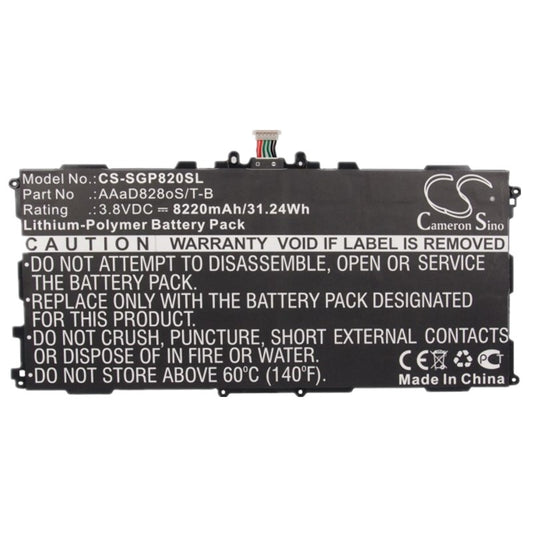 Model No.: CS-SGP820SL
Part No : AAaD828oS/T-B
Rating : 3.8VDC ⎓ 8220mAh/31.24Wh
Lithium-Polymer Battery Pack
Cameron Sino
CAUTION: WARRANTY VOID IF LABEL IS REMOVED
DO NOT ATTEMPT TO DISASSEMBLE, OPEN OR SERVICE
THE BATTERY PACK.
REPLACE ONLY WITH THE BATTERY PACK DESIGNATED FOR
THIS PRODUCT.
DO NOT CRUSH, PUNCTURE, SHORT EXTERNAL CONTACTS
OR DISPOSE OF IN FIRE OR WATER.
DO NOT STORE ABOVE 60°C (140°F).
CE
Made In China